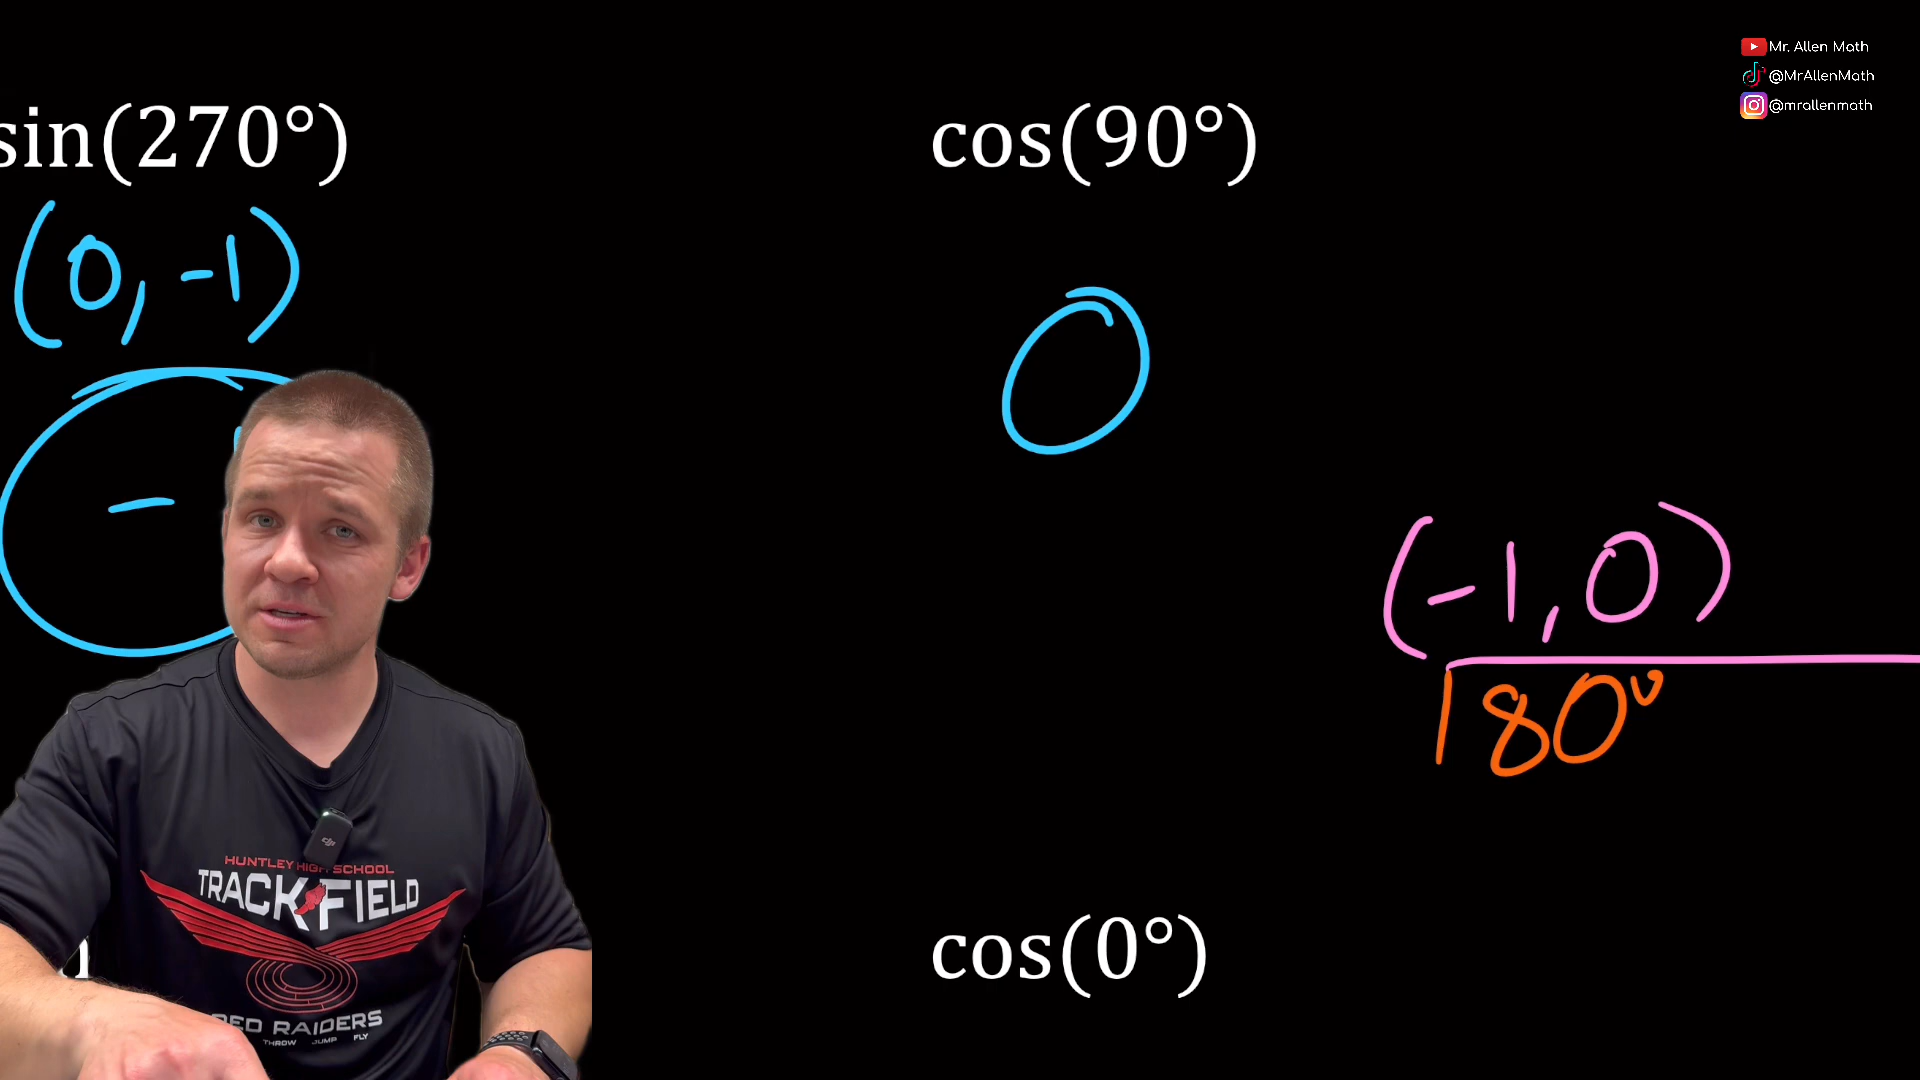 Mr. Allen Math
@MrAllenMath
@mrallenmath
sin(270°)
cos(90°)
(0, -1)
0
-
(-1, 0)
180°
HUNTLEY HIGH SCHOOL
TRACK FIELD
RED RAIDERS
THROW JUMP FLY
dji
cos(0°)